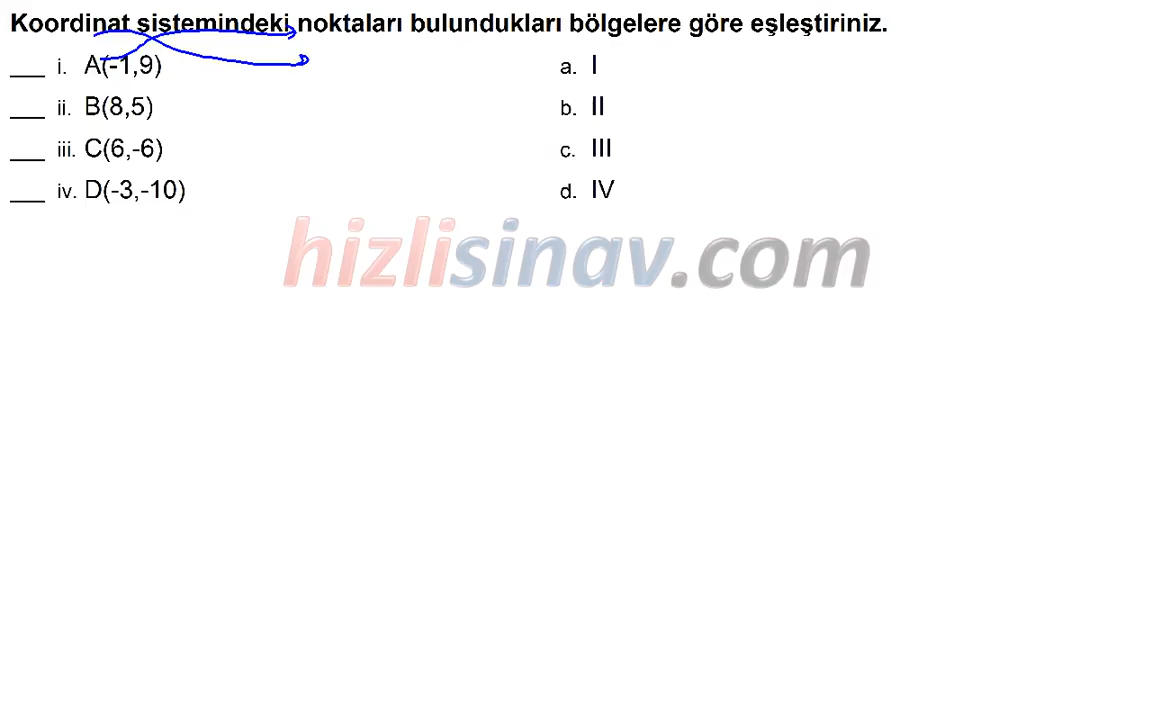 Koordinat sistemindeki noktaları bulundukları bölgelere göre eşleştiriniz.
___ i. A(-1,9) a. I
___ ii. B(8,5) b. II
___ iii. C(6,-6) c. III
___ iv. D(-3,-10) d. IV
hizlisinav.com